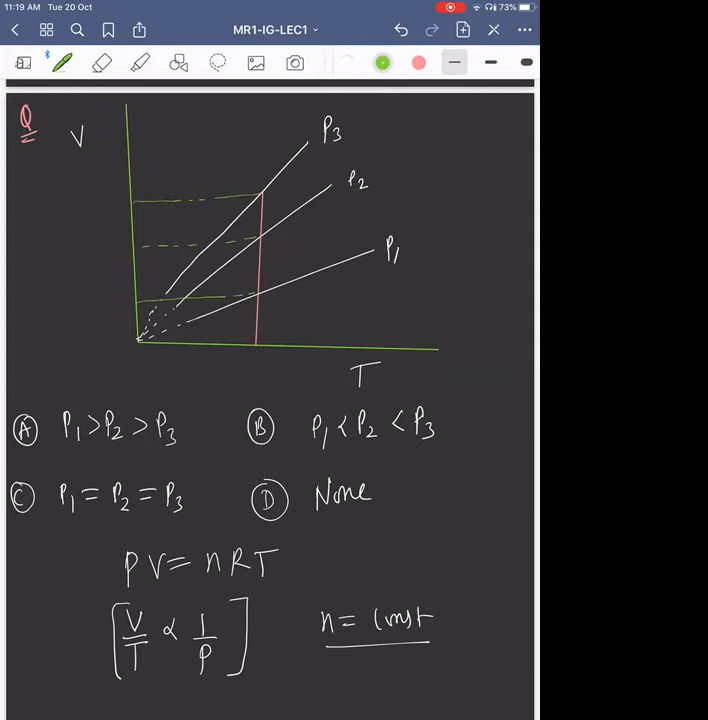 11:19 AM Tue 20 Oct 73%
MR1-IG-LEC1
Q
V
P3
P2
P1
T
A P1 > P2 > P3 B P1 < P2 < P3
C P1 = P2 = P3 D None
PV = nRT
[V/T ∝ 1/P] n = Const